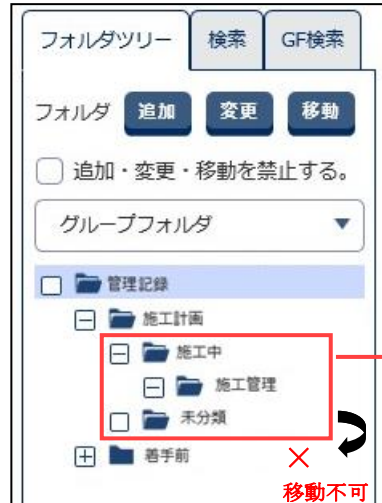 フォルダツリー 検索 GF検索
フォルダ 追加 変更 移動
追加・変更・移動を禁止する。
グループフォルダ
管理記録
施工計画
施工中
施工管理
未分類
着手前
移動不可